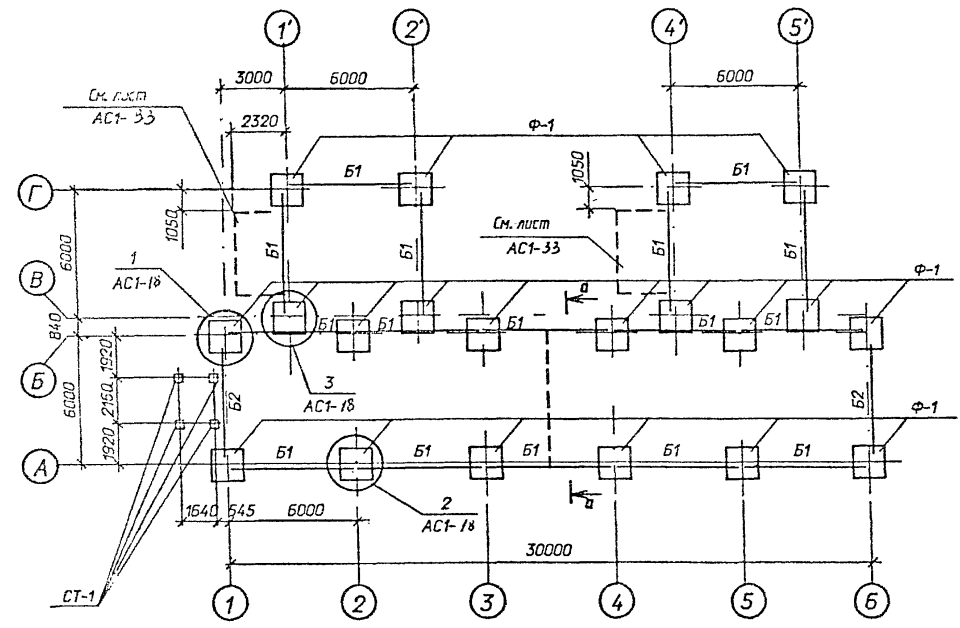 1' 2' 4' 5'
3000 6000 6000
См. лист
АС1-33
2320
Ф-1
Г Б1 Б1 1050
1050
6000
См. лист
АС1-33
Б1 Б1 Б1 Б1
1
АС1-18
В
Ф-1
а
840
Б1 Б1 Б1 Б1 Б1
Б
1920
3
АС1-18
6000
2160
Б2 Б2
Ф-1
1920
А Б1 Б1 Б1 Б1 Б1
а
2
АС1-18
1640 545 6000
30000
СТ-1
1 2 3 4 5 6